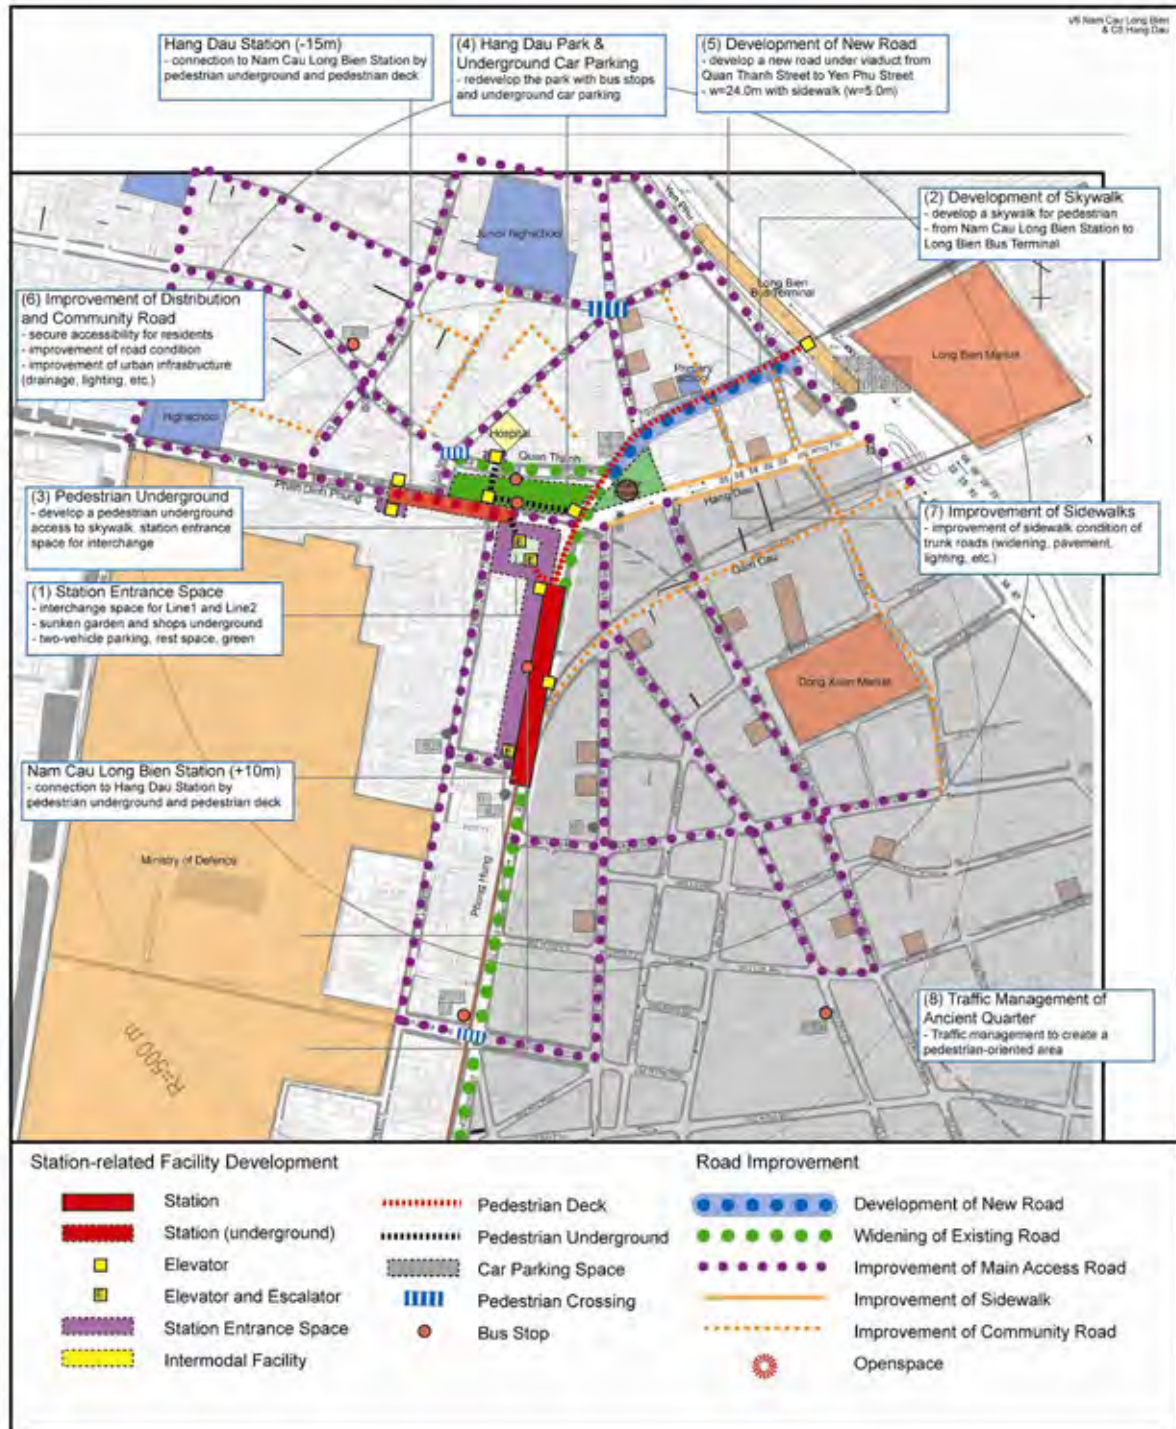 V6 Nam Cau Long Bien
& C8 Hang Dau
Hang Dau Station (-15m)
- connection to Nam Cau Long Bien Station by
pedestrian underground and pedestrian deck
(4) Hang Dau Park &
Underground Car Parking
- redevelop the park with bus stops
and underground car parking
(5) Development of New Road
- develop a new road under viaduct from
Quan Thanh Street to Yen Phu Street
- w=24.0m with sidewalk (w=5.0m)
(2) Development of Skywalk
- develop a skywalk for pedestrian
- from Nam Cau Long Bien Station to
Long Bien Bus Terminal
Junior highschool
Long Bien
Bus Terminal
Long Bien Market
(6) Improvement of Distribution
and Community Road
- secure accessibility for residents
- improvement of road condition
- improvement of urban infrastructure
(drainage, lighting, etc.)
Highschool
Hospital
Quan Thanh
Phan Dinh Phung
Hang Dau
Gam Cau
(3) Pedestrian Underground
- develop a pedestrian underground
access to skywalk, station entrance
space for interchange
(7) Improvement of Sidewalks
- improvement of sidewalk condition of
trunk roads (widening, pavement,
lighting, etc.)
(1) Station Entrance Space
- interchange space for Line1 and Line2
- sunken garden and shops underground
- two-vehicle parking, rest space, green
Dong Xuan Market
Nam Cau Long Bien Station (+10m)
- connection to Hang Dau Station by
pedestrian underground and pedestrian deck
Ministry of Defence
Phung Hung
R=500 m
(8) Traffic Management of
Ancient Quarter
- Traffic management to create a
pedestrian-oriented area
Station-related Facility Development
Station
Station (underground)
Elevator
Elevator and Escalator
Station Entrance Space
Intermodal Facility
Pedestrian Deck
Pedestrian Underground
Car Parking Space
Pedestrian Crossing
Bus Stop
Road Improvement
Development of New Road
Widening of Existing Road
Improvement of Main Access Road
Improvement of Sidewalk
Improvement of Community Road
Openspace